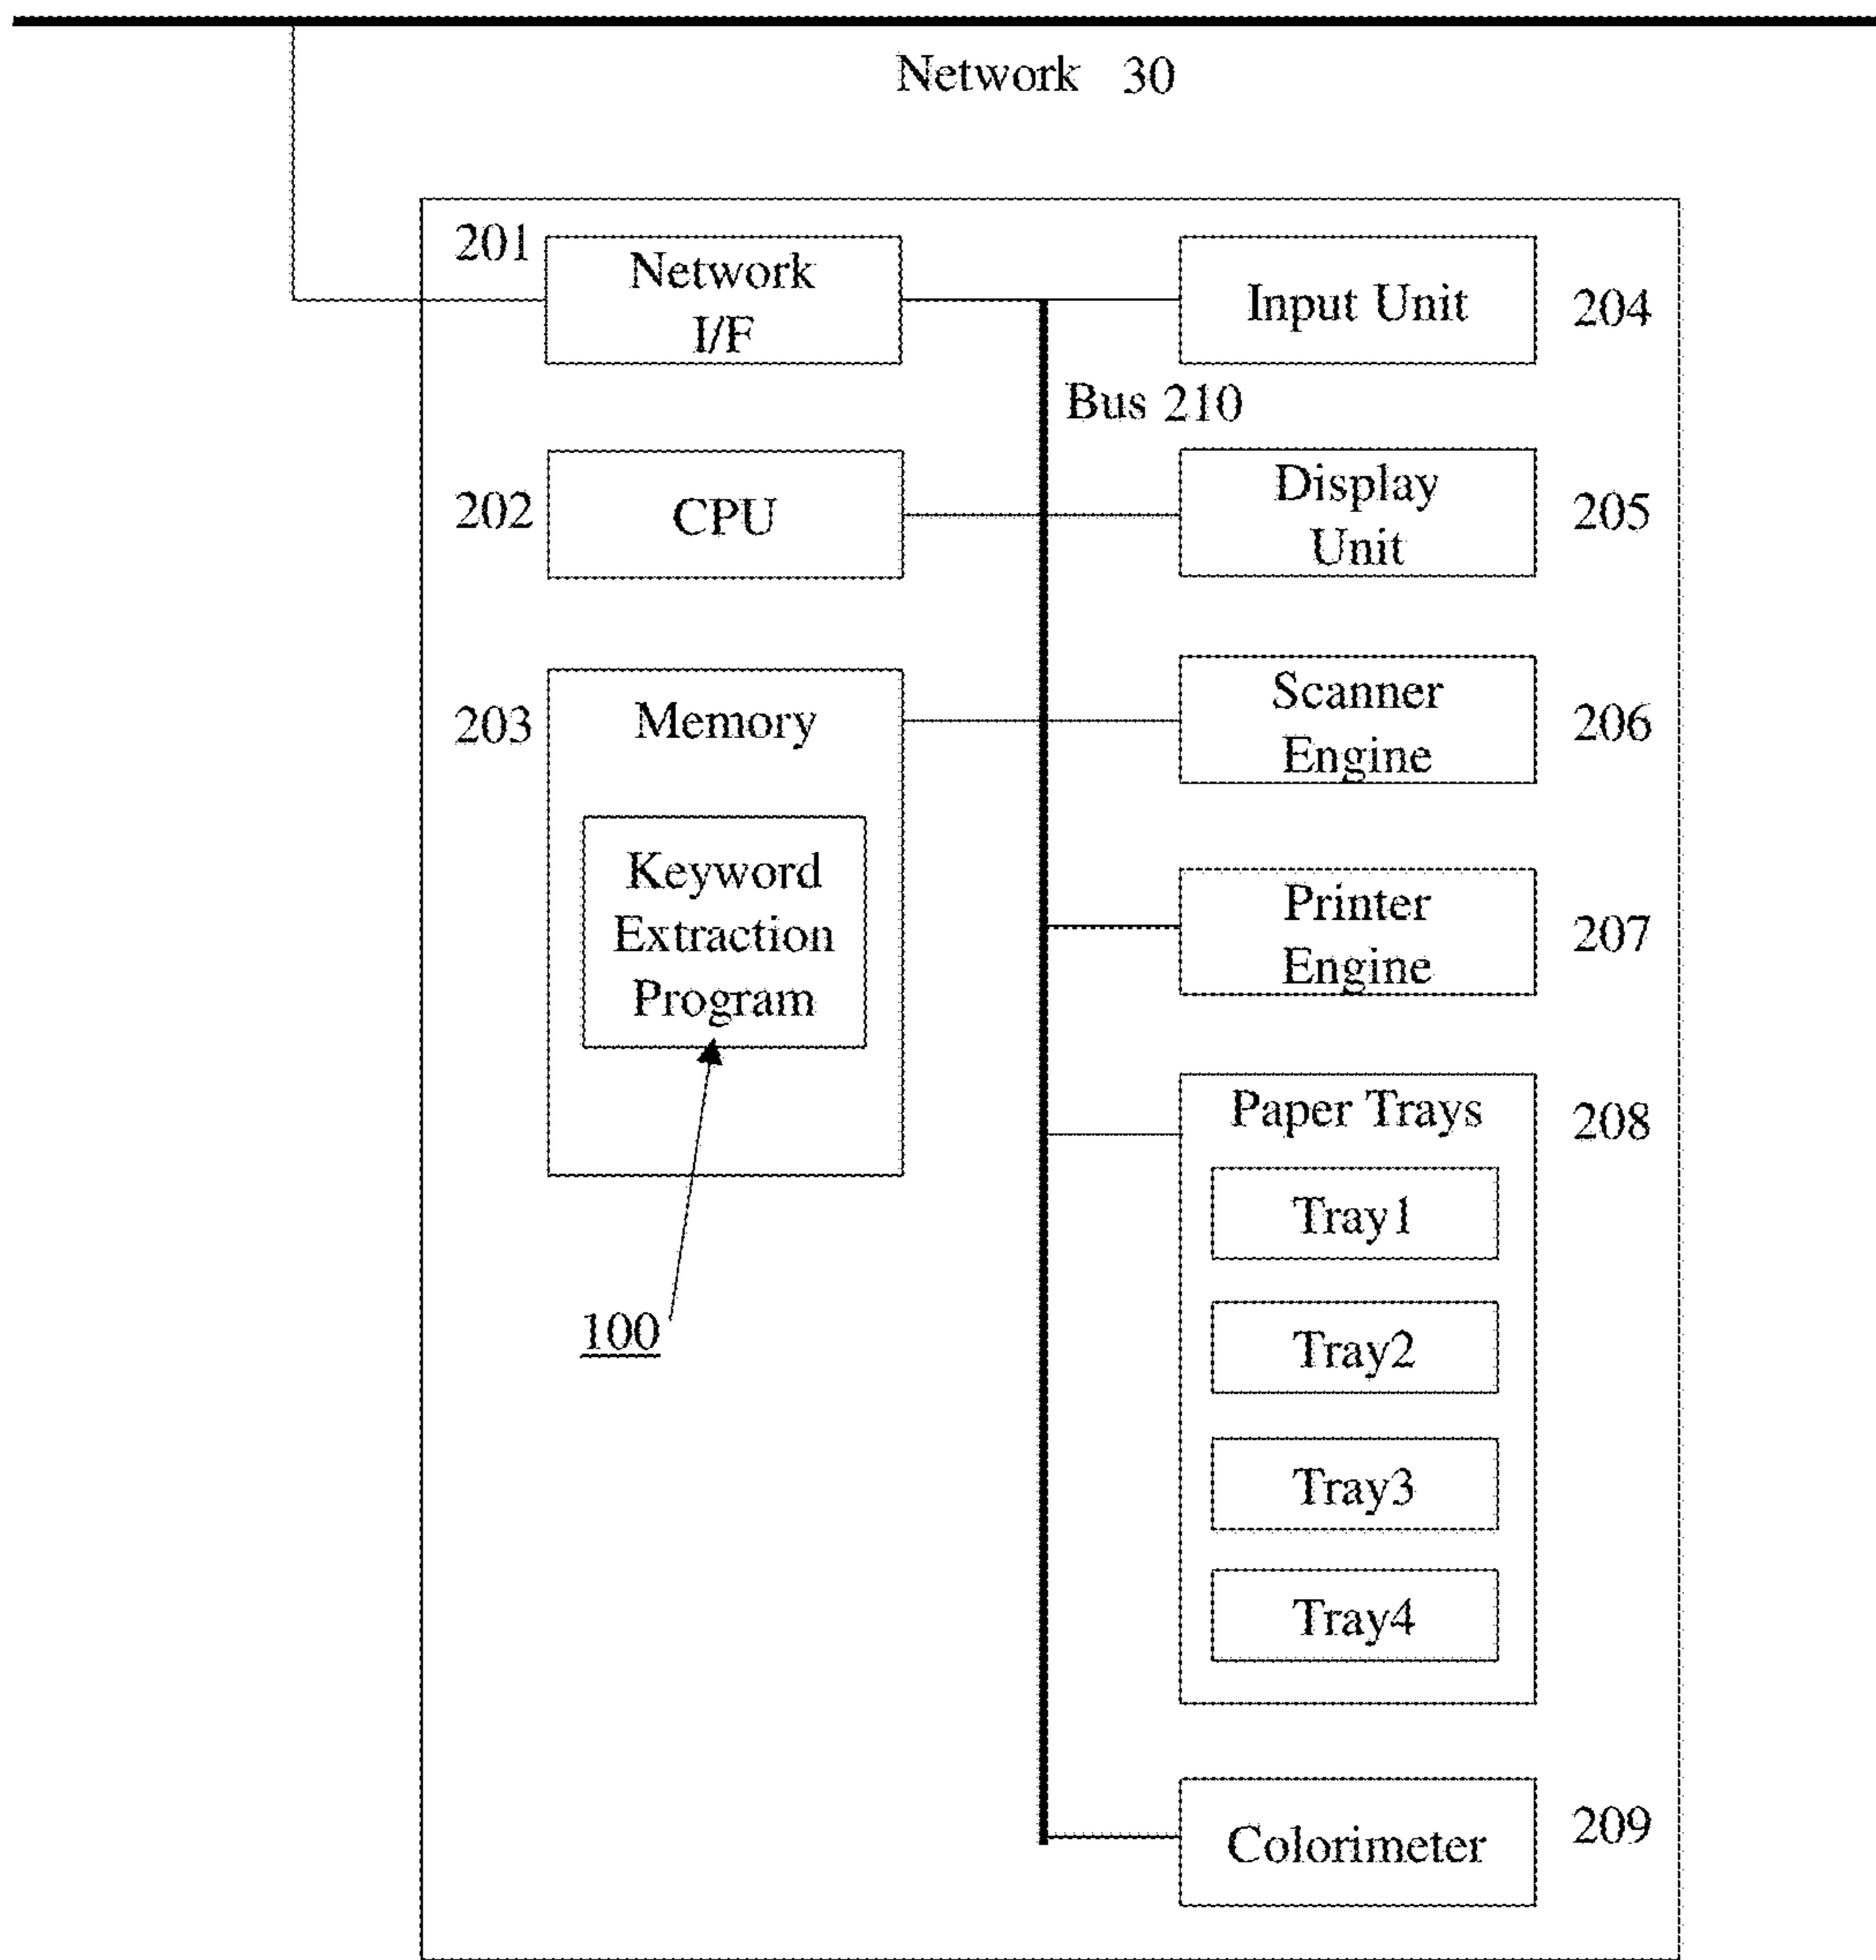 Network 30
201
Network
I/F
Input Unit
204
Bus 210
202
CPU
Display
Unit
205
203
Memory
Scanner
Engine
206
Keyword
Extraction
Program
Printer
Engine
207
Paper Trays
208
Tray1
100
Tray2
Tray3
Tray4
Colorimeter
209